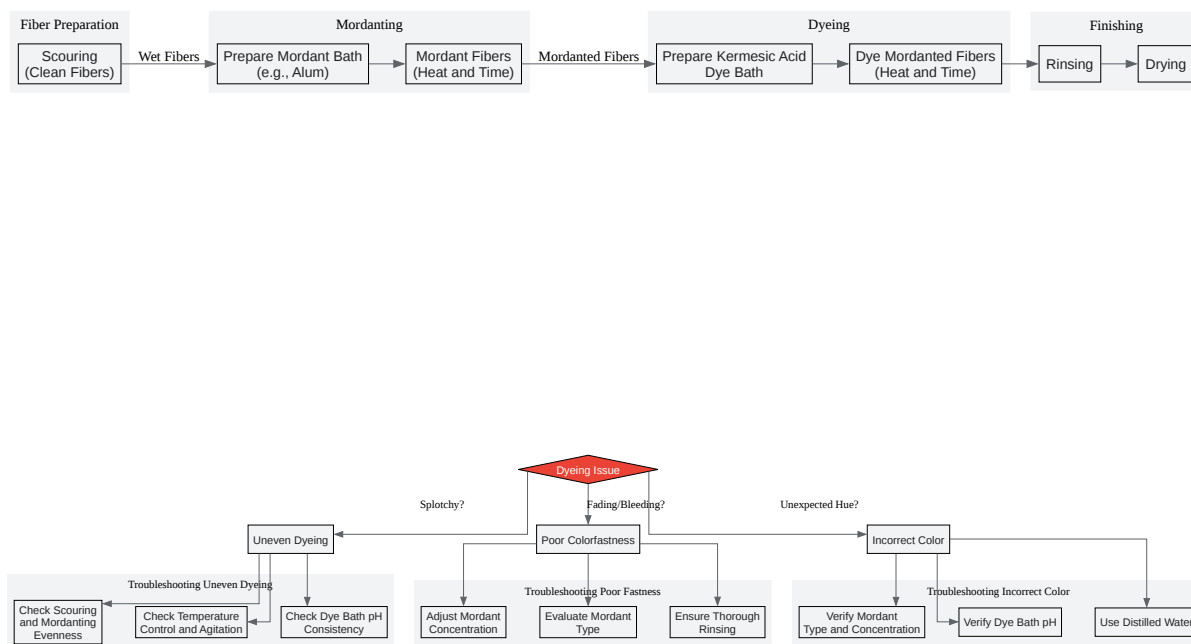 Fiber Preparation
Mordanting
Dyeing
Finishing
Scouring
(Clean Fibers)
Wet Fibers
Prepare Mordant Bath
(e.g., Alum)
Mordant Fibers
(Heat and Time)
Mordanted Fibers
Prepare Kermesic Acid
Dye Bath
Dye Mordanted Fibers
(Heat and Time)
Rinsing
Drying
Dyeing Issue
Splotchy?
Fading/Bleeding?
Unexpected Hue?
Uneven Dyeing
Poor Colorfastness
Incorrect Color
Troubleshooting Uneven Dyeing
Check Scouring
and Mordanting
Evenness
Check Temperature
Control and Agitation
Check Dye Bath pH
Consistency
Troubleshooting Poor Fastness
Adjust Mordant
Concentration
Evaluate Mordant
Type
Ensure Thorough
Rinsing
Troubleshooting Incorrect Color
Verify Mordant
Type and Concentration
Verify Dye Bath pH
Use Distilled Water